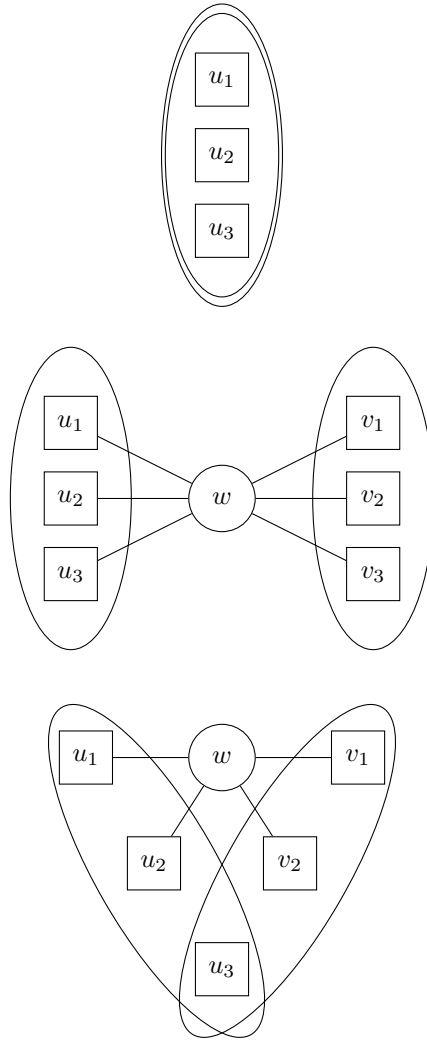 u₁
u₂
u₃
u₁ v₁
u₂ w v₂
u₃ v₃
u₁ w v₁
u₂ v₂
u₃